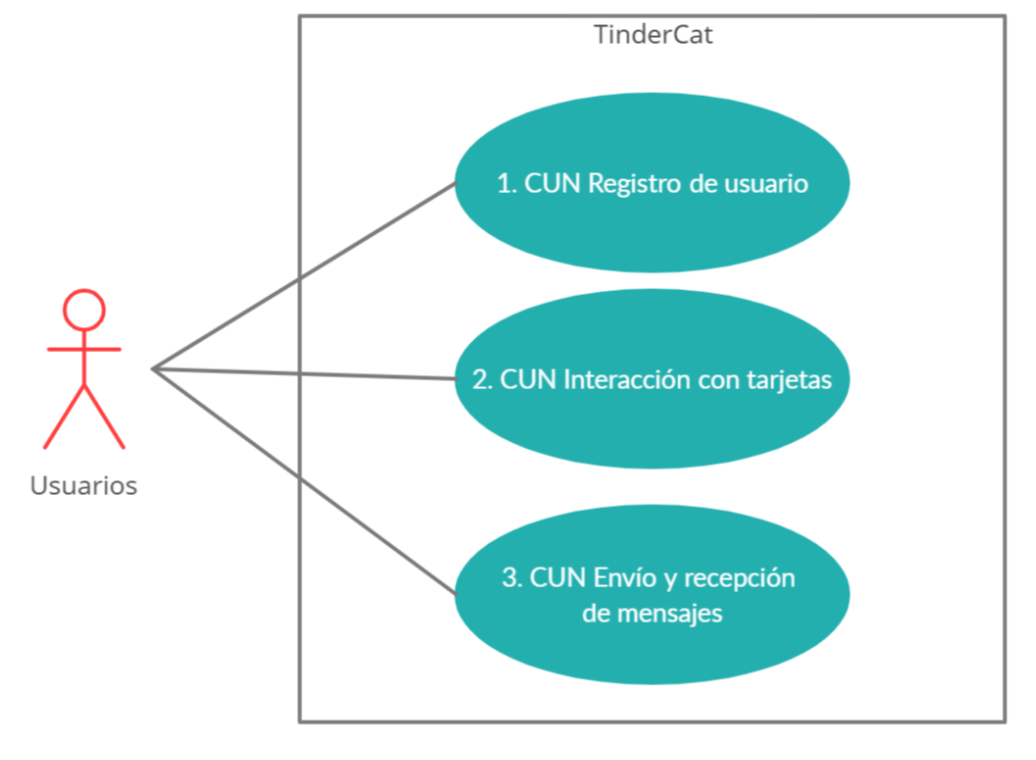 TinderCat
1. CUN Registro de usuario
2. CUN Interacción con tarjetas
Usuarios
3. CUN Envío y recepción
de mensajes